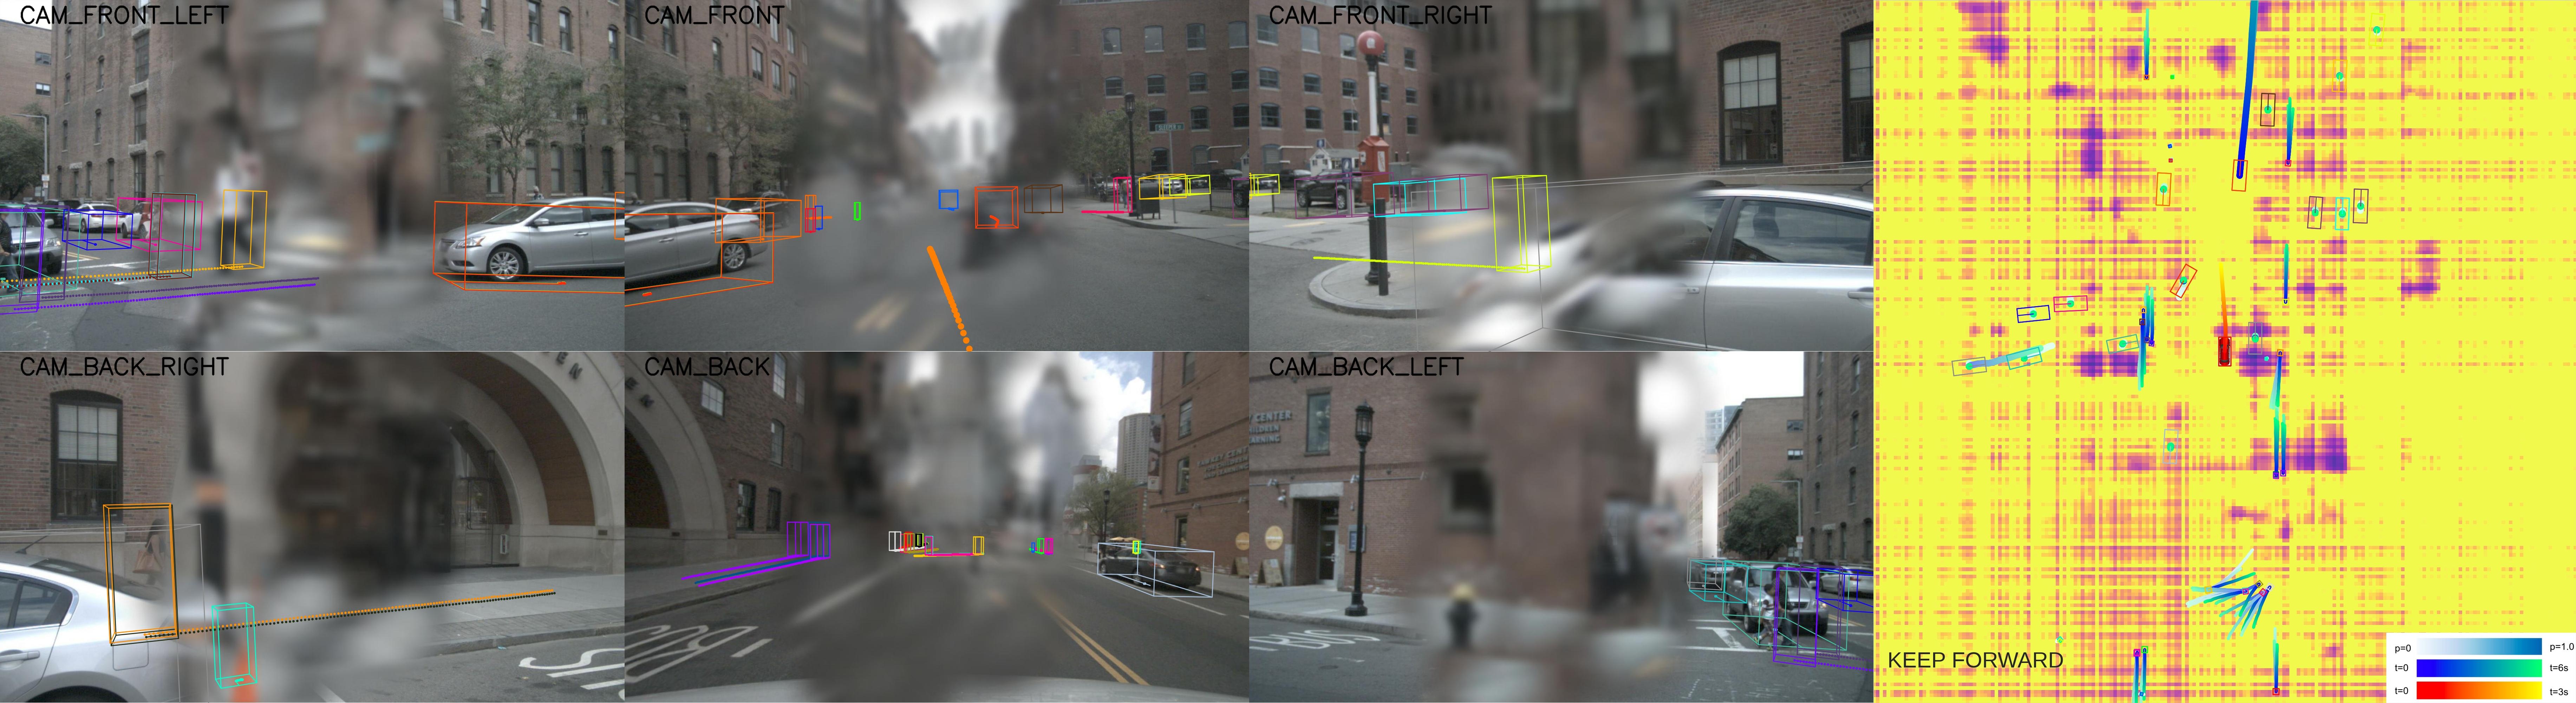 CAM_FRONT_LEFT
CAM_FRONT
CAM_FRONT_RIGHT
CAM_BACK_RIGHT
CAM_BACK
CAM_BACK_LEFT
CENTER
BUS
KEEP FORWARD
p=0
p=1.0
t=0
t=6s
t=0
t=3s